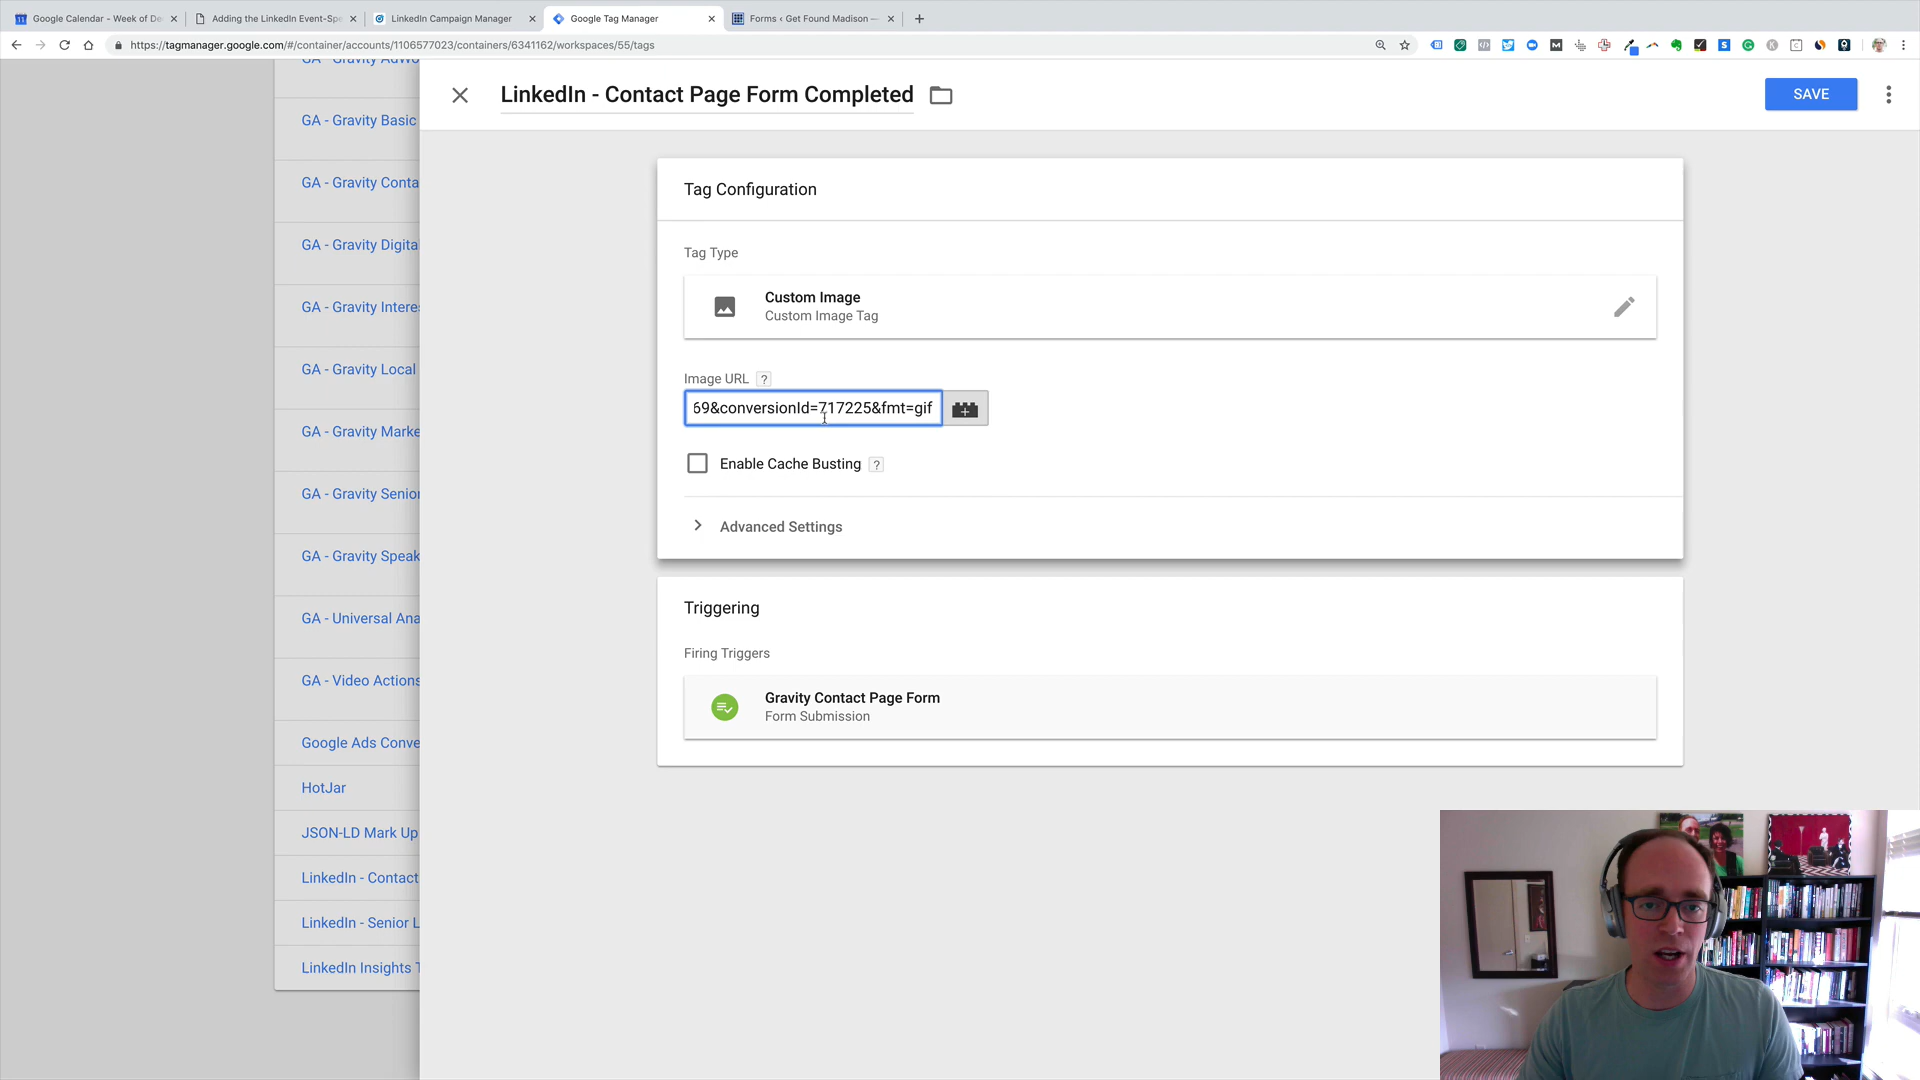 Google Calendar - Week of De
Adding the LinkedIn Event-Spe
LinkedIn Campaign Manager
Google Tag Manager
Forms ‹ Get Found Madison —
https://tagmanager.google.com/#/container/accounts/1106577023/containers/6341162/workspaces/55/tags
GA - Gravity AdWo
GA - Gravity Basic
GA - Gravity Conta
GA - Gravity Digita
GA - Gravity Intere
GA - Gravity Local
GA - Gravity Marke
GA - Gravity Senior
GA - Gravity Speak
GA - Universal Ana
GA - Video Actions
Google Ads Conve
HotJar
JSON-LD Mark Up
LinkedIn - Contact
LinkedIn - Senior L
LinkedIn Insights T
LinkedIn - Contact Page Form Completed
SAVE
Tag Configuration
Tag Type
Custom Image
Custom Image Tag
Image URL ?
69&conversionId=717225&fmt=gif
Enable Cache Busting ?
Advanced Settings
Triggering
Firing Triggers
Gravity Contact Page Form
Form Submission